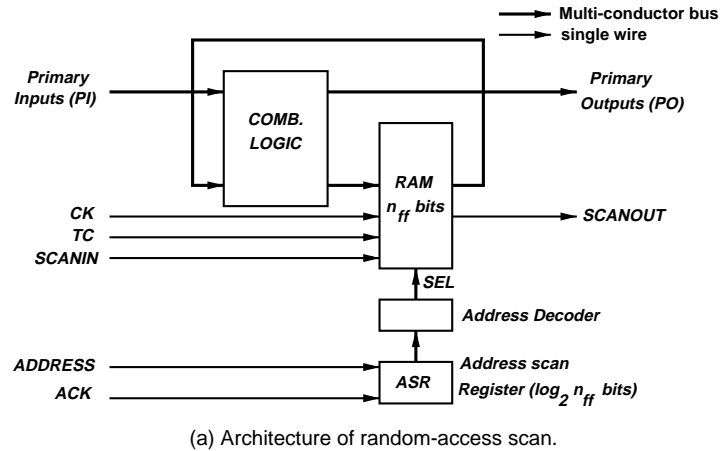 Multi-conductor bus
single wire
Primary
Inputs (PI)
COMB.
LOGIC
Primary
Outputs (PO)
RAM
n_ff bits
CK
TC
SCANIN
SCANOUT
SEL
Address Decoder
ADDRESS
ACK
ASR
Address scan
Register (log_2 n_ff bits)
(a) Architecture of random-access scan.